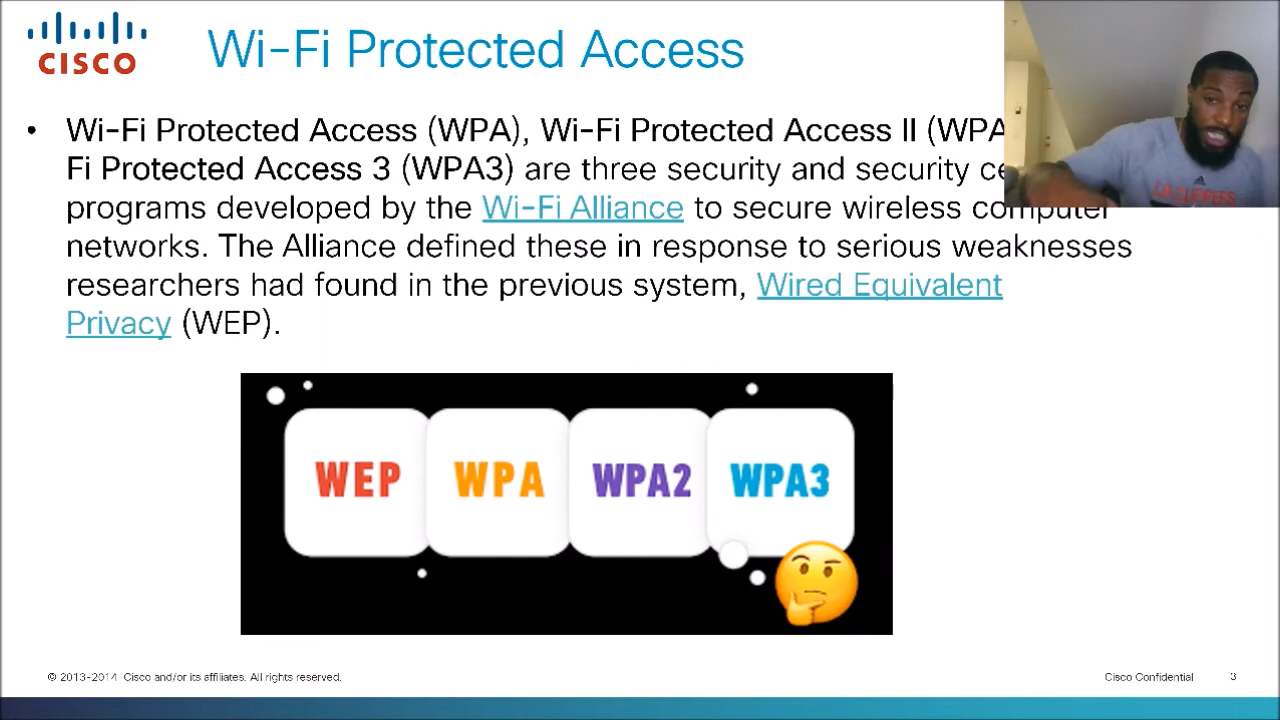 CISCO
Wi-Fi Protected Access
• Wi-Fi Protected Access (WPA), Wi-Fi Protected Access II (WPA
Fi Protected Access 3 (WPA3) are three security and security ce
programs developed by the Wi-Fi Alliance to secure wireless computer
networks. The Alliance defined these in response to serious weaknesses
researchers had found in the previous system, Wired Equivalent
Privacy (WEP).
WEP WPA WPA2 WPA3
© 2013-2014 Cisco and/or its affiliates. All rights reserved. Cisco Confidential 3